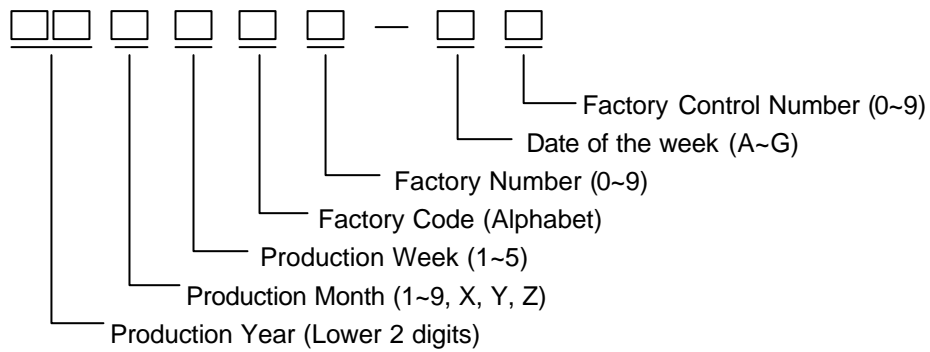 Factory Control Number (0~9)
Date of the week (A~G)
Factory Number (0~9)
Factory Code (Alphabet)
Production Week (1~5)
Production Month (1~9, X, Y, Z)
Production Year (Lower 2 digits)